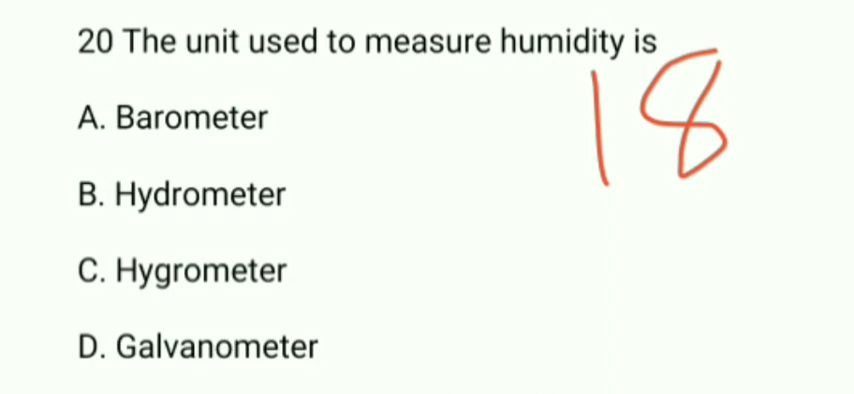 20 The unit used to measure humidity is
18
A. Barometer
B. Hydrometer
C. Hygrometer
D. Galvanometer